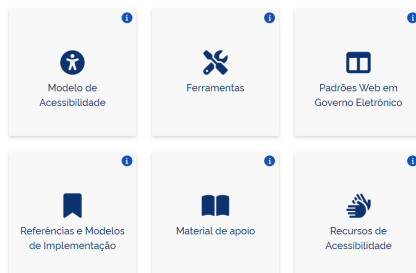 Modelo de
Acessibilidade
Ferramentas
Padrões Web em
Governo Eletrônico
Referências e Modelos
de Implementação
Material de apoio
Recursos de
Acessibilidade